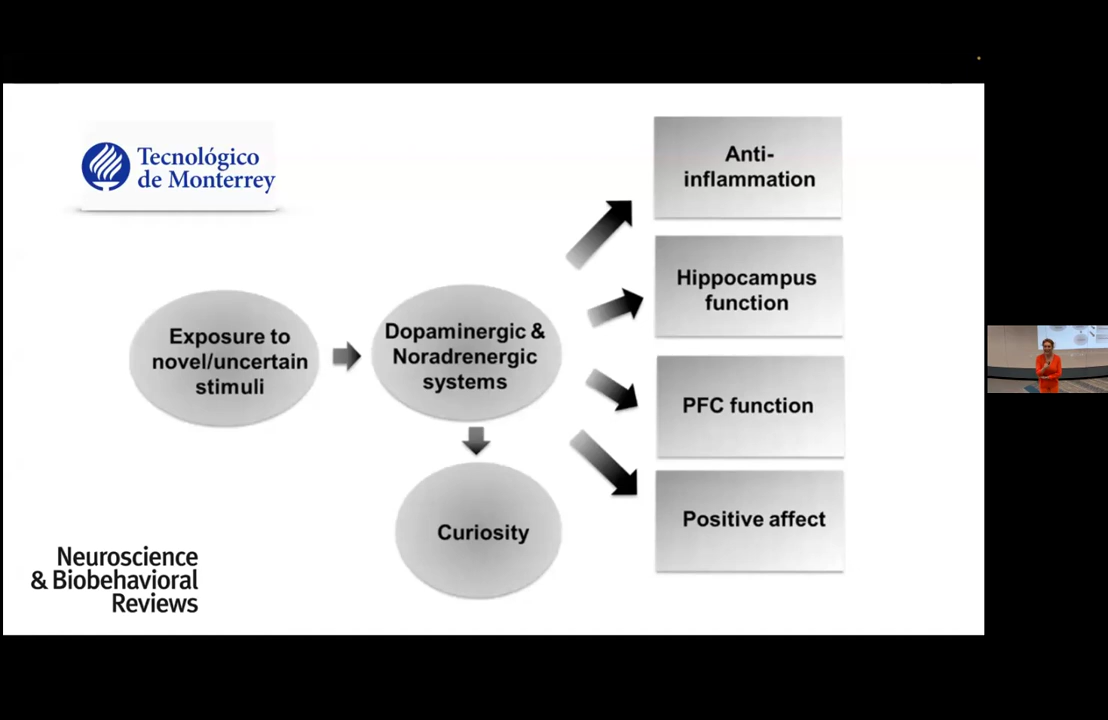 Tecnológico
de Monterrey
Exposure to
novel/uncertain
stimuli
Dopaminergic &
Noradrenergic
systems
Curiosity
Anti-
inflammation
Hippocampus
function
PFC function
Positive affect
Neuroscience
& Biobehavioral
Reviews